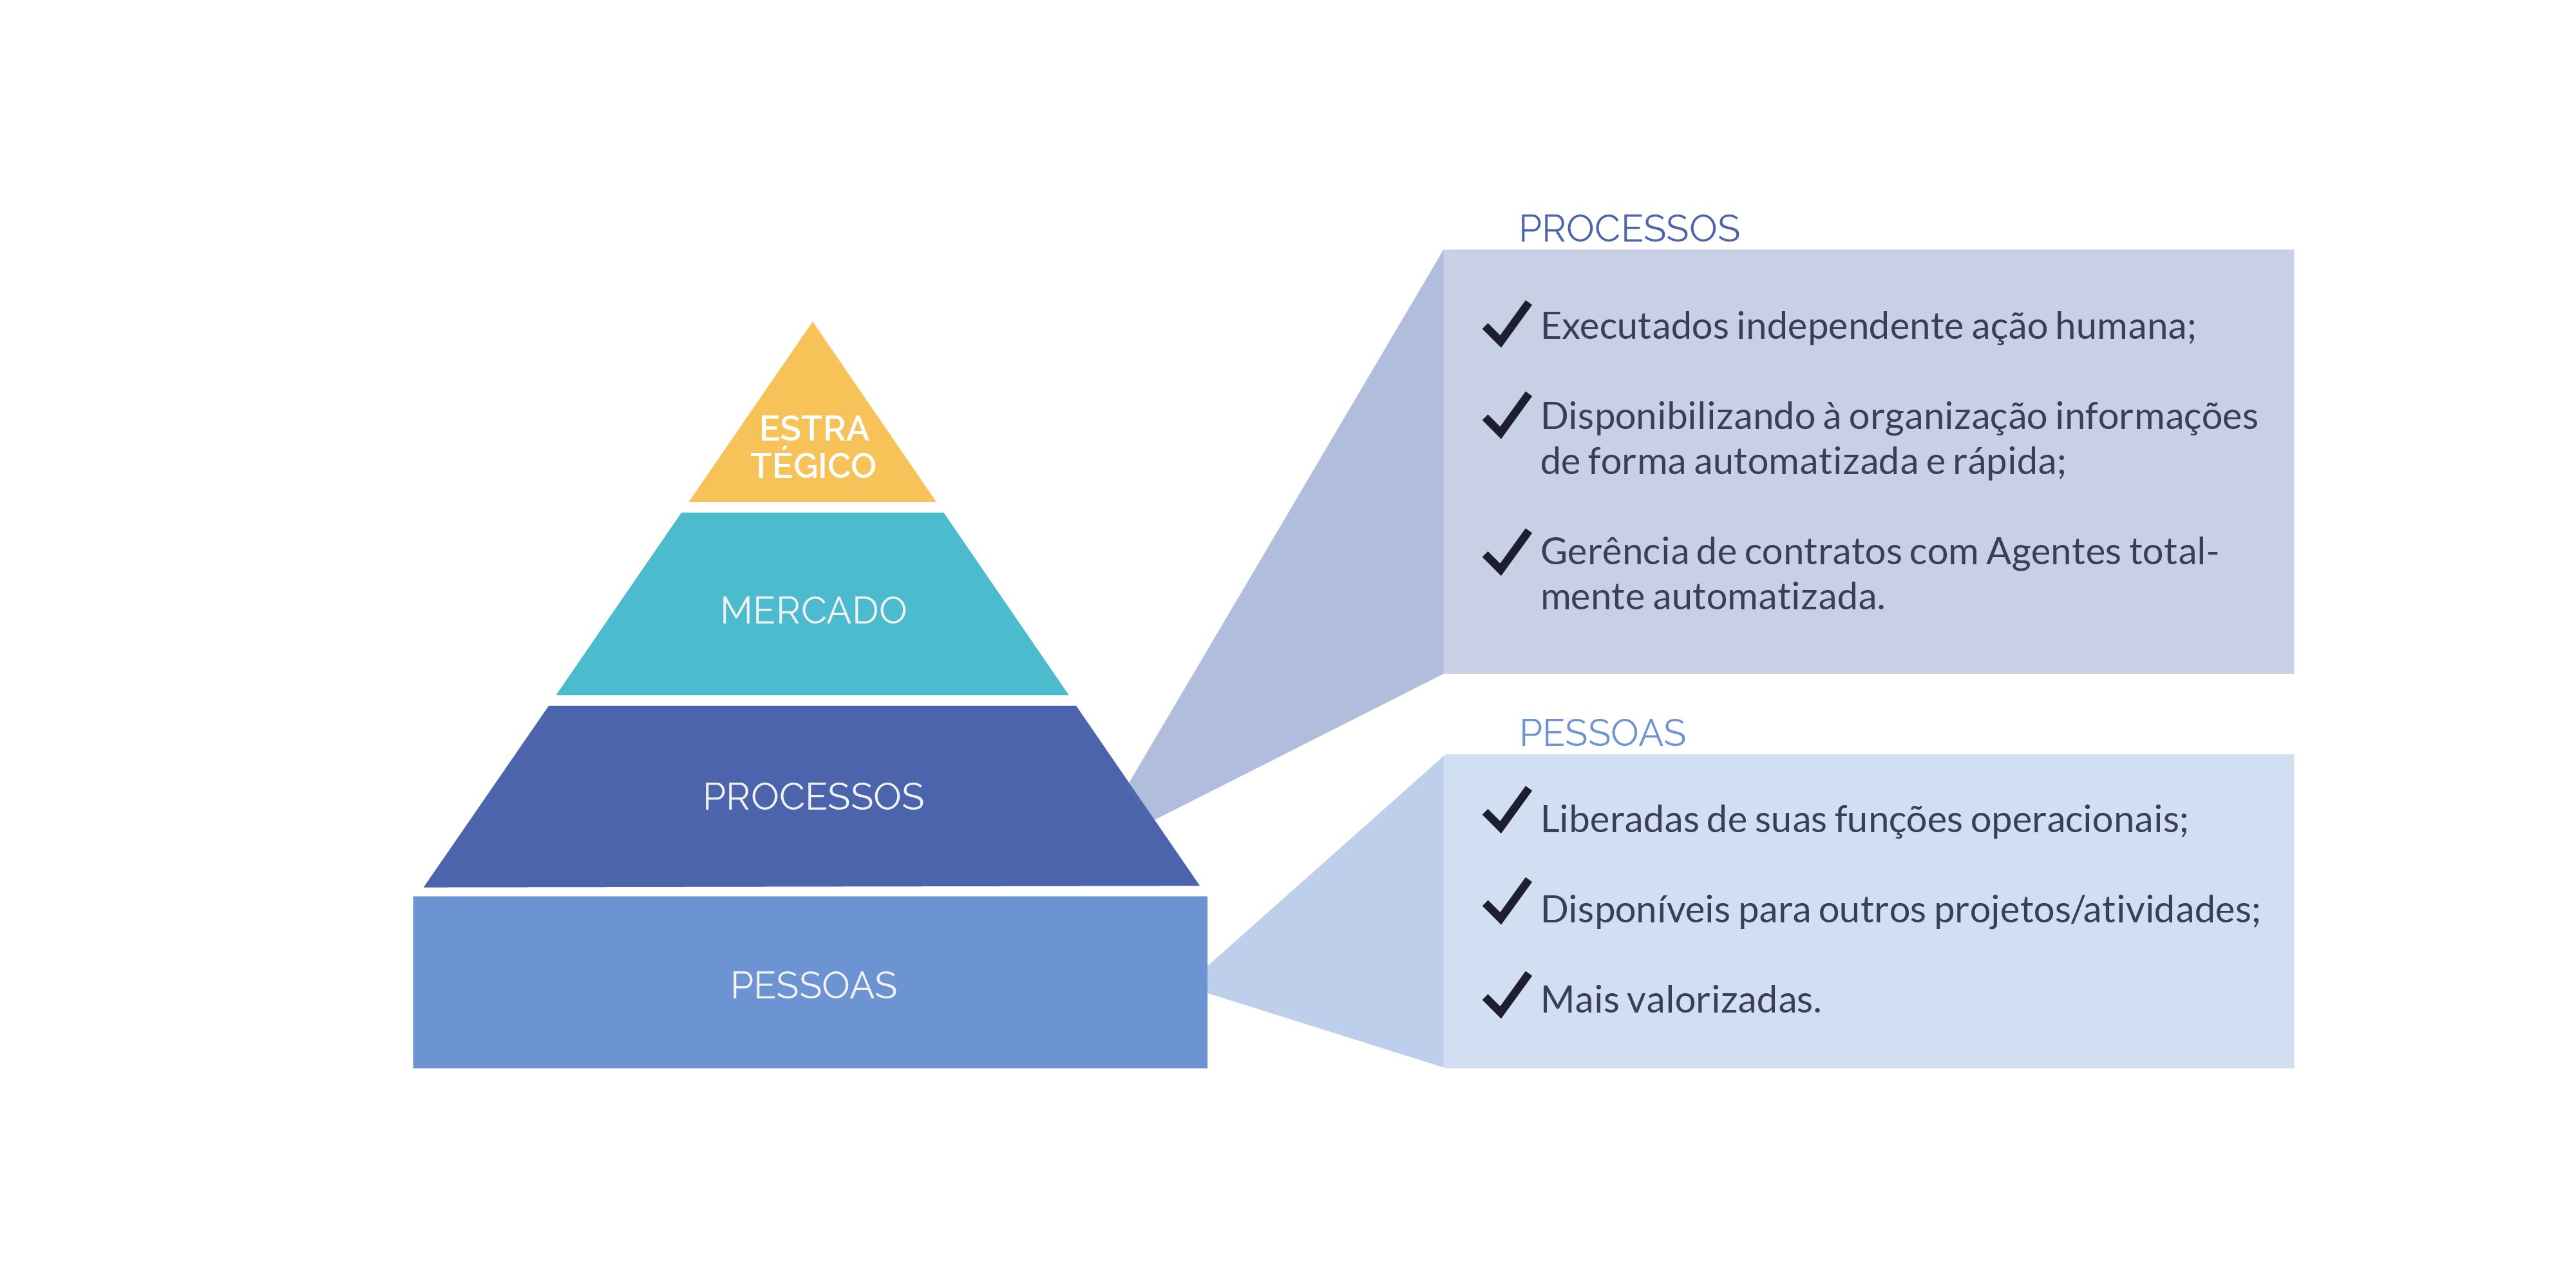 ESTRA
TÉGICO
MERCADO
PROCESSOS
PESSOAS
PROCESSOS
Executados independente ação humana;
Disponibilizando à organização informações
de forma automatizada e rápida;
Gerência de contratos com Agentes total-
mente automatizada.
PESSOAS
Liberadas de suas funções operacionais;
Disponíveis para outros projetos/atividades;
Mais valorizadas.